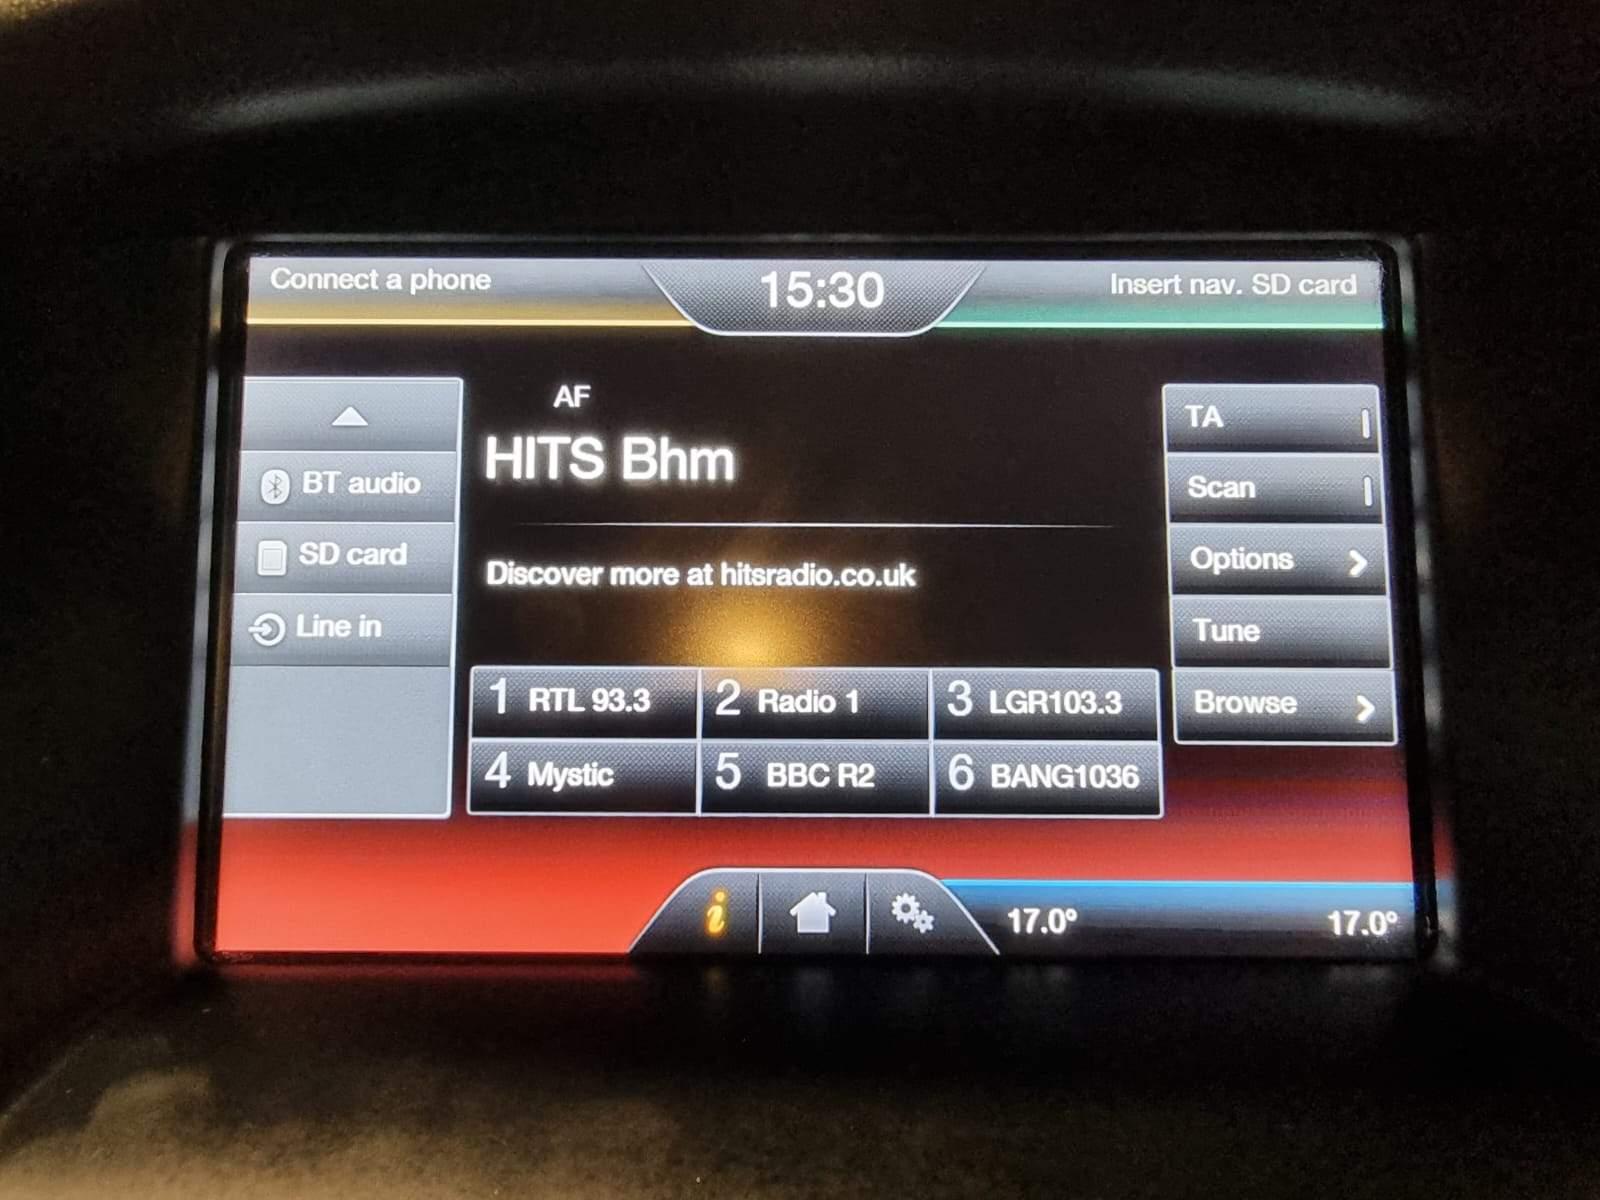 Connect a phone
15:30
Insert nav. SD card
BT audio
SD card
Line in
AF
HITS Bhm
Discover more at hitsradio.co.uk
1 RTL 93.3
2 Radio 1
3 LGR103.3
4 Mystic
5 BBC R2
6 BANG1036
TA
Scan
Options
Tune
Browse
i
17.0°
17.0°